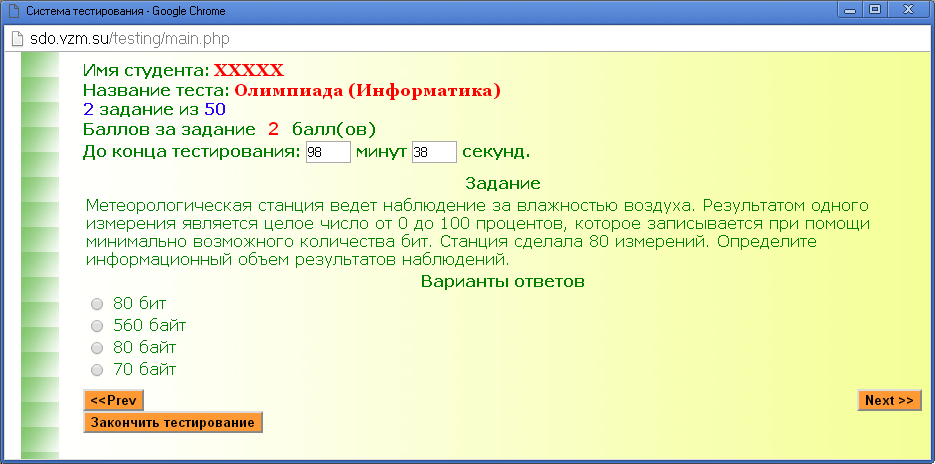 Система тестирования - Google Chrome
sdo.vzm.su/testing/main.php
Имя студента: XXXXX
Название теста: Олимпиада (Информатика)
2 задание из 50
Баллов за задание 2 балл(ов)
До конца тестирования: 98 минут 38 секунд.
Задание
Метеорологическая станция ведет наблюдение за влажностью воздуха. Результатом одного
измерения является целое число от 0 до 100 процентов, которое записывается при помощи
минимально возможного количества бит. Станция сделала 80 измерений. Определите
информационный объем результатов наблюдений.
Варианты ответов
80 бит
560 байт
80 байт
70 байт
<<Prev Next >>
Закончить тестирование